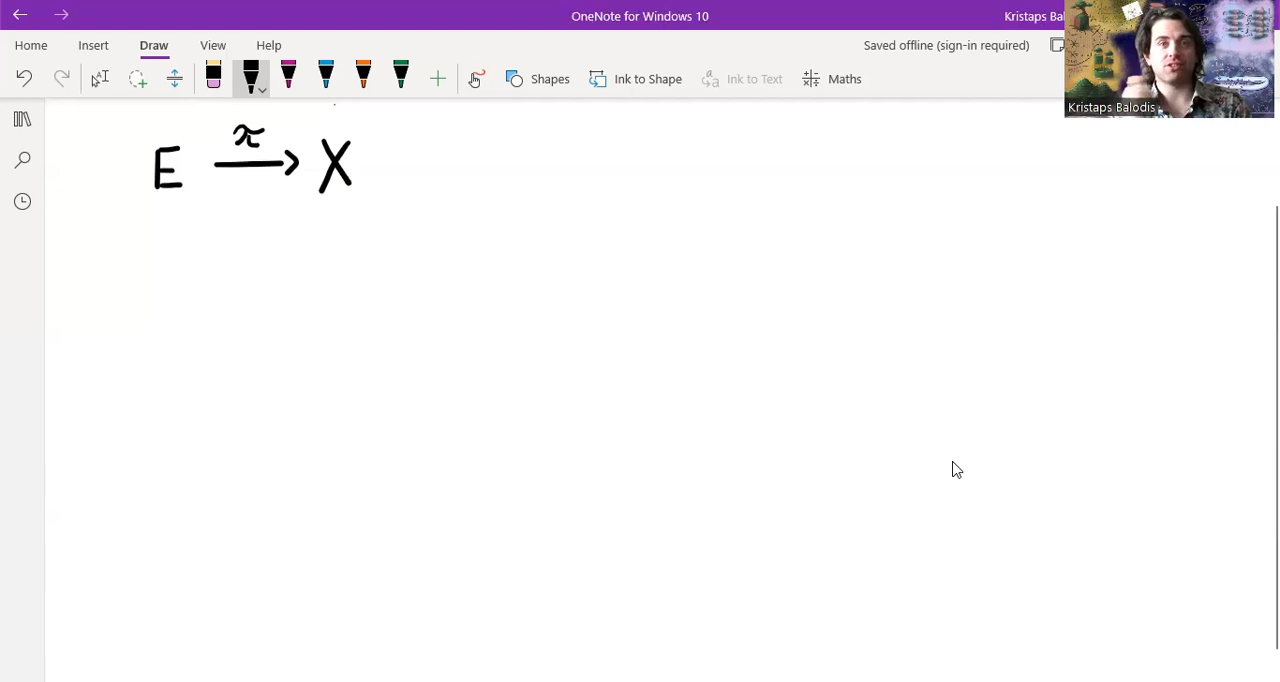 OneNote for Windows 10
Kristaps Bal
Home Insert Draw View Help
Saved offline (sign-in required)
Shapes Ink to Shape Ink to Text Maths
Kristaps Balodis
π
E → X